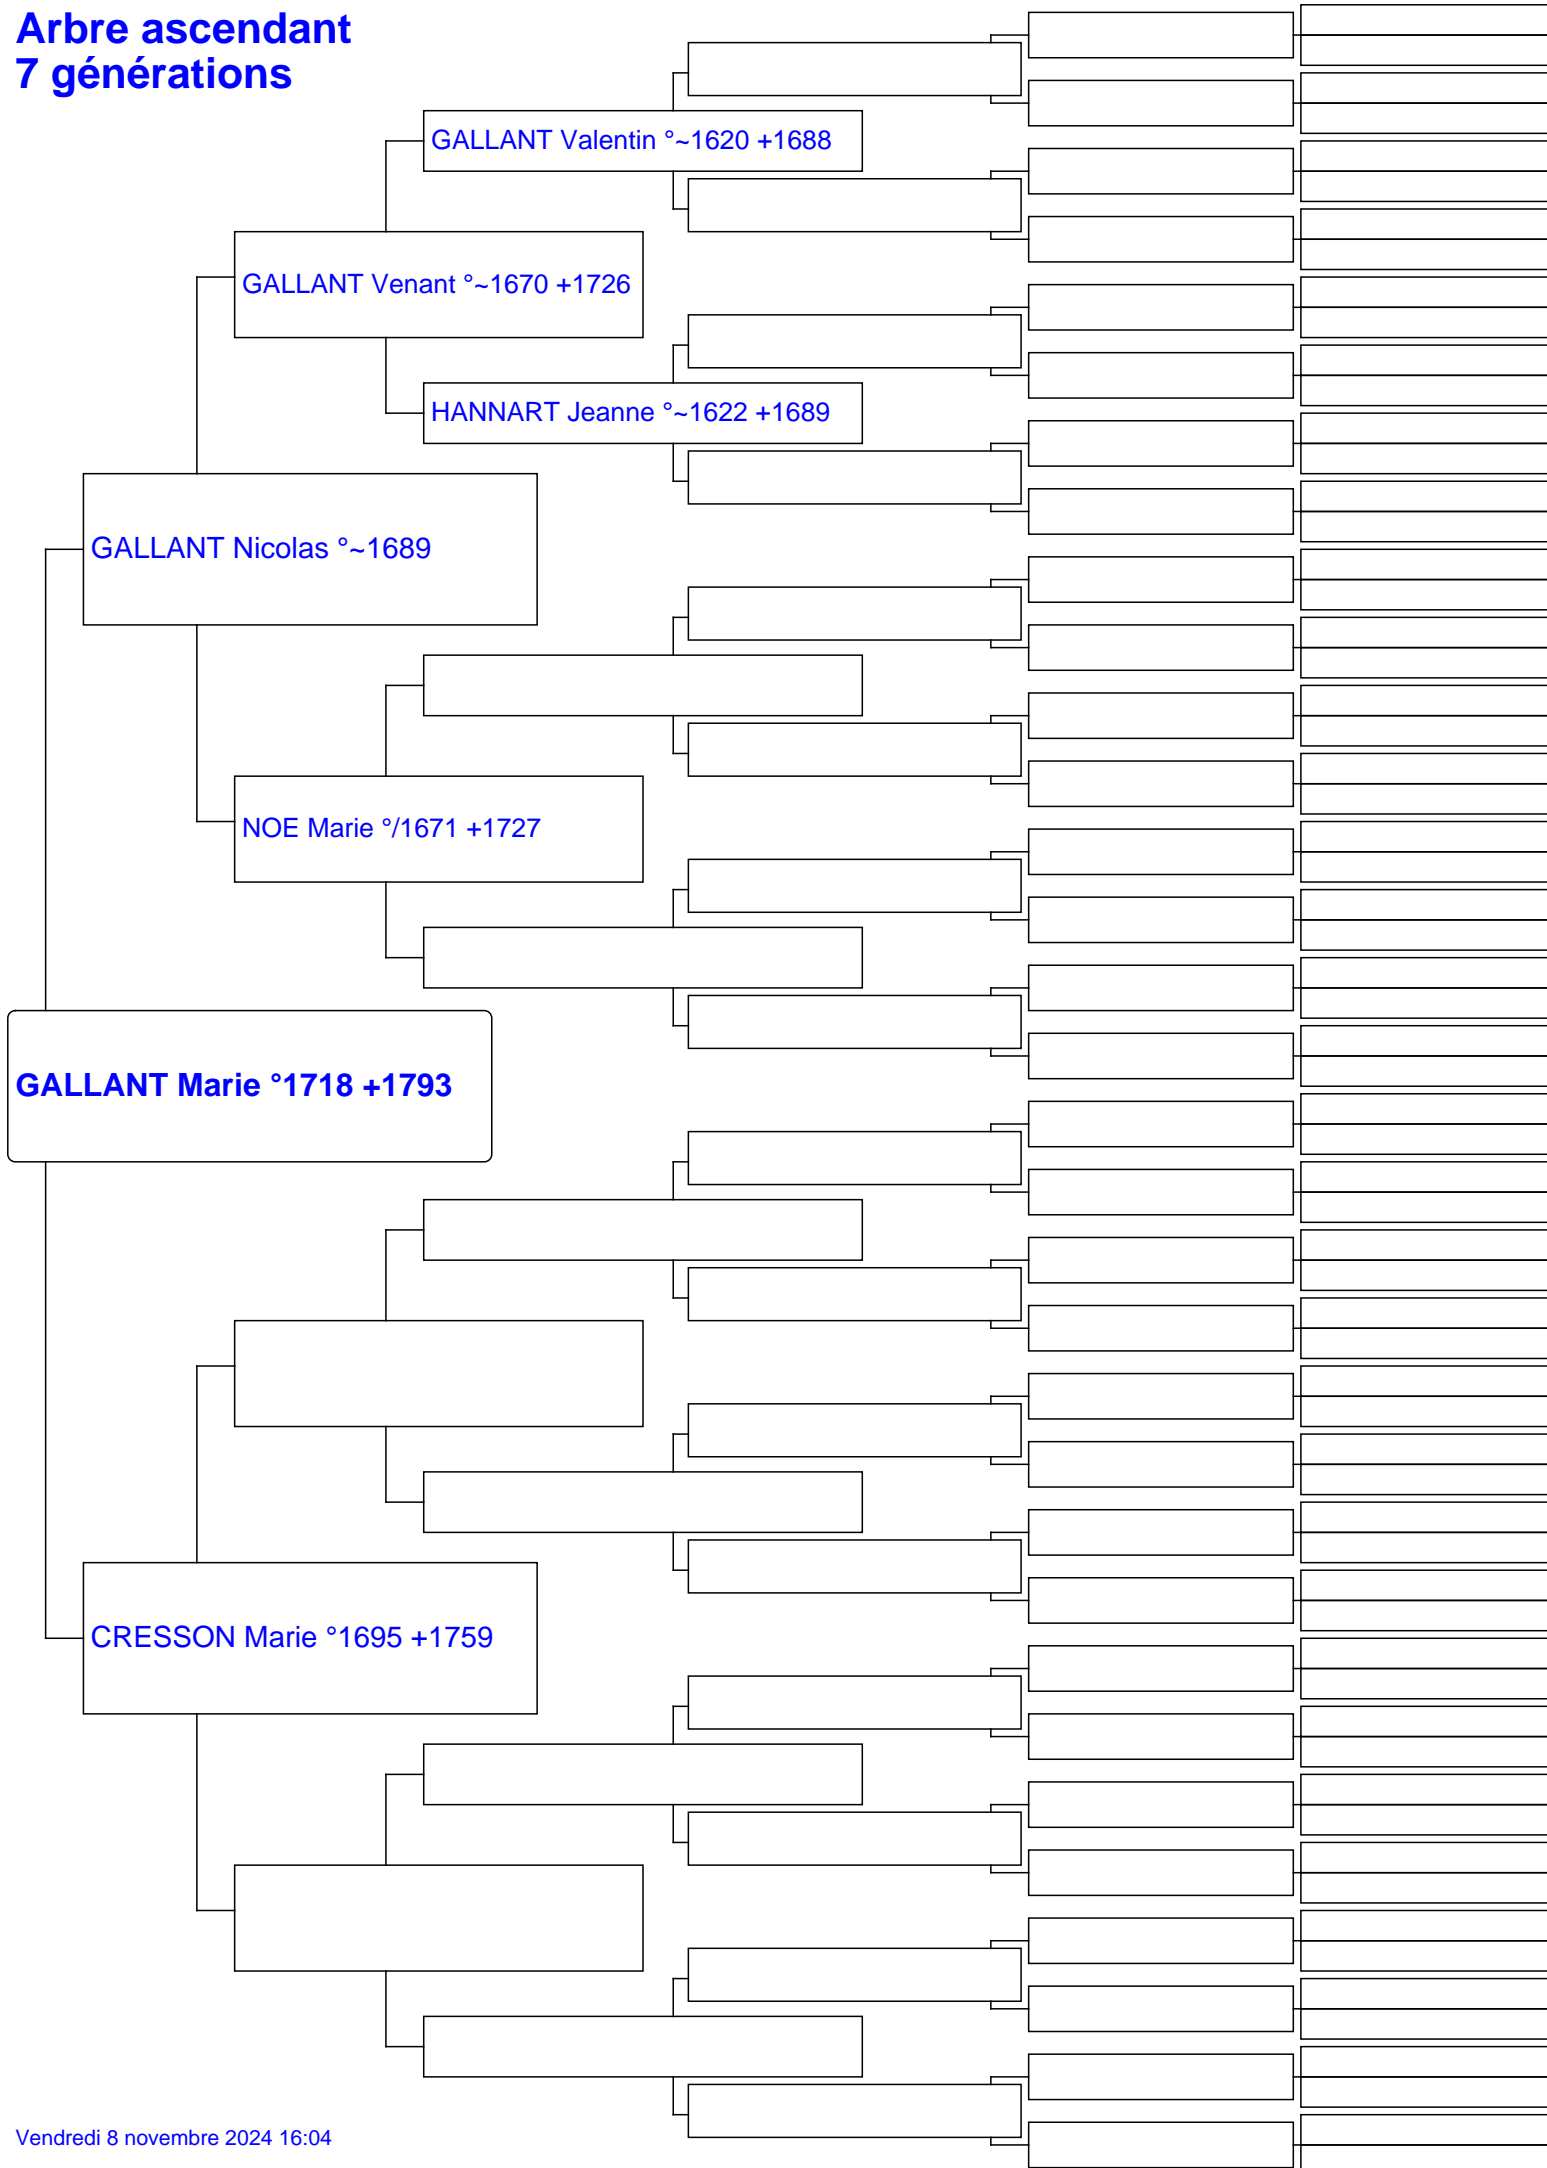 Arbre ascendant
7 générations
GALLANT Valentin °~1620 +1688
GALLANT Venant °~1670 +1726
HANNART Jeanne °~1622 +1689
GALLANT Nicolas °~1689
NOE Marie °/1671 +1727
GALLANT Marie °1718 +1793
CRESSON Marie °1695 +1759
Vendredi 8 novembre 2024 16:04